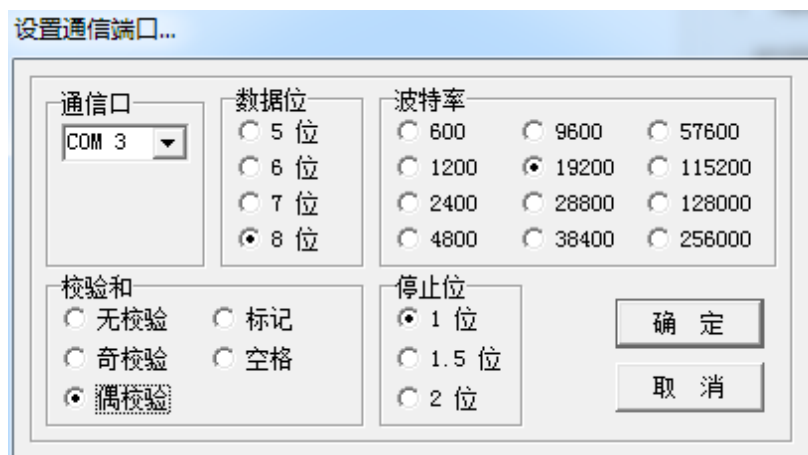 设置通信端口...
通信口
COM 3
数据位
5 位
6 位
7 位
8 位
波特率
600
9600
57600
1200
19200
115200
2400
28800
128000
4800
38400
256000
校验和
无校验
标记
奇校验
空格
偶校验
停止位
1 位
1.5 位
2 位
确 定
取 消